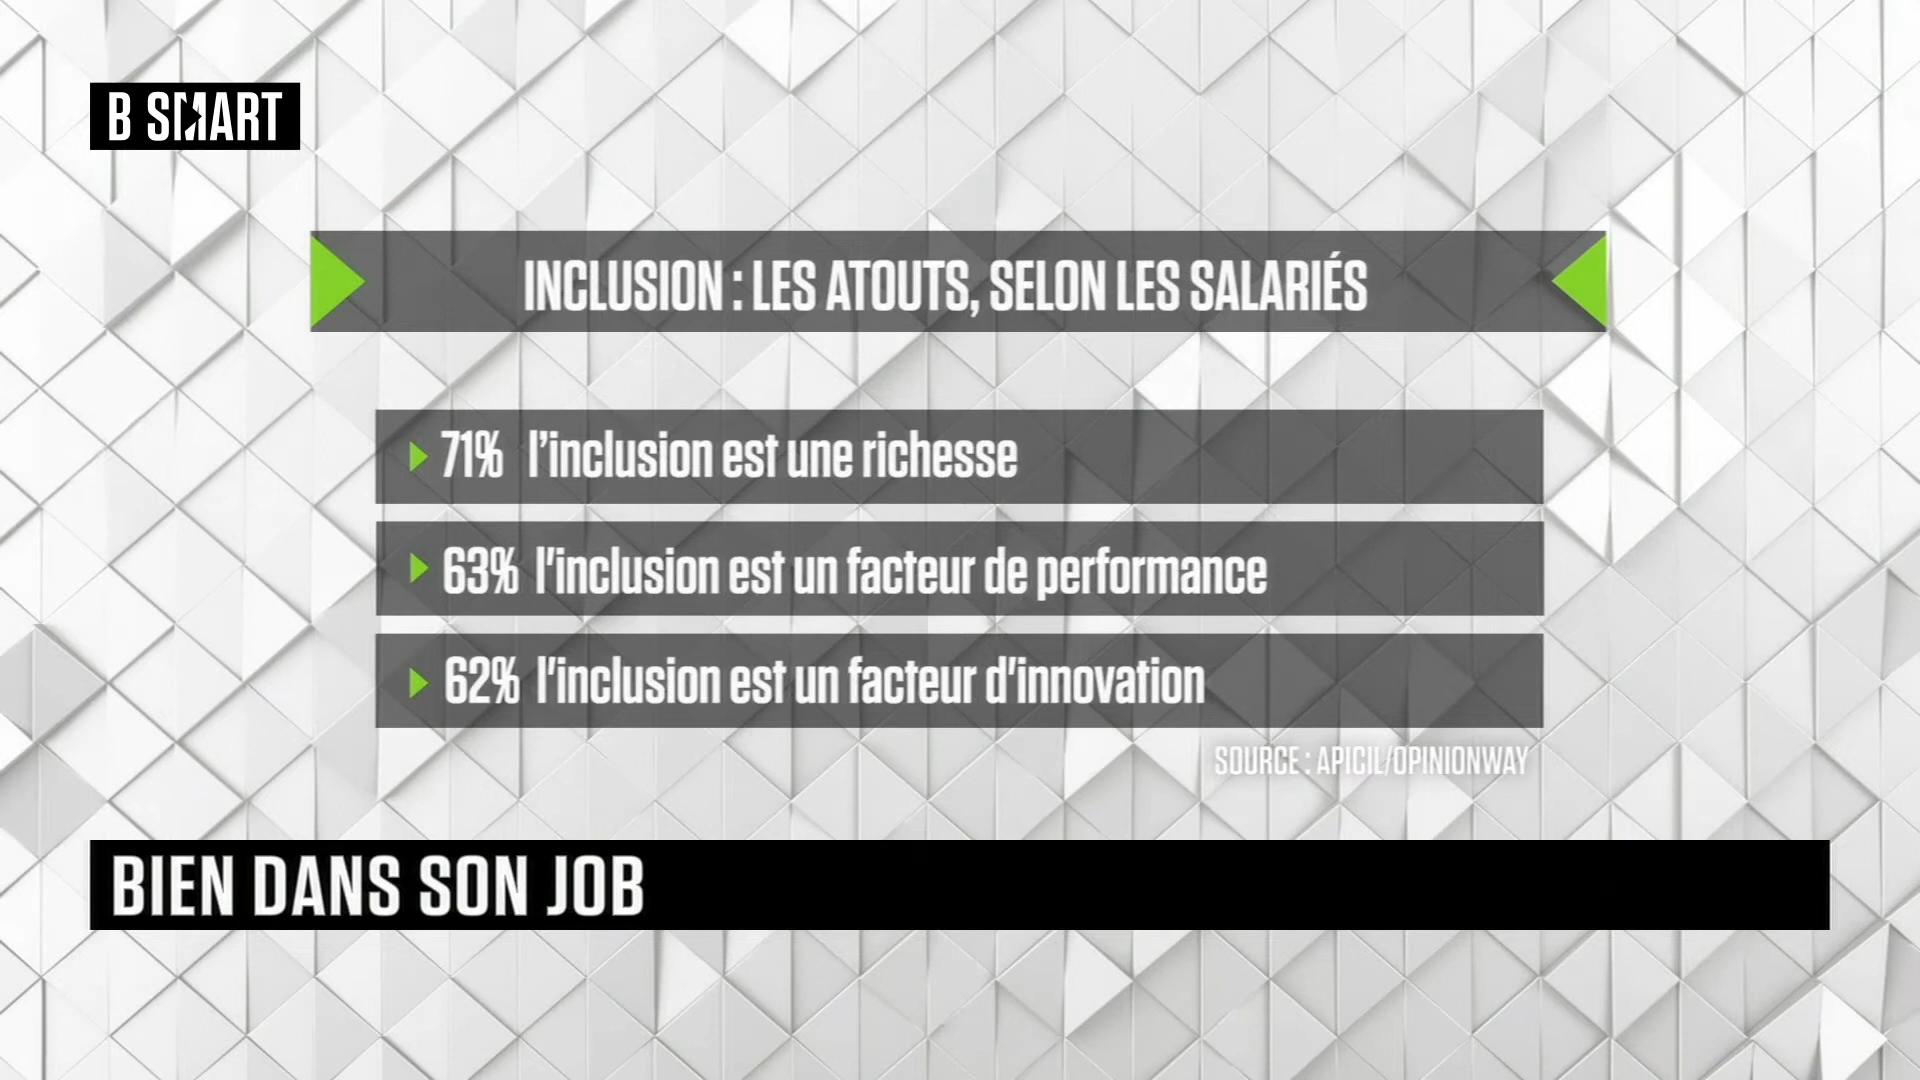 B SMART
INCLUSION : LES ATOUTS, SELON LES SALARIÉS
71% l’inclusion est une richesse
63% l'inclusion est un facteur de performance
62% l'inclusion est un facteur d'innovation
SOURCE : APICIL/OPINIONWAY
BIEN DANS SON JOB